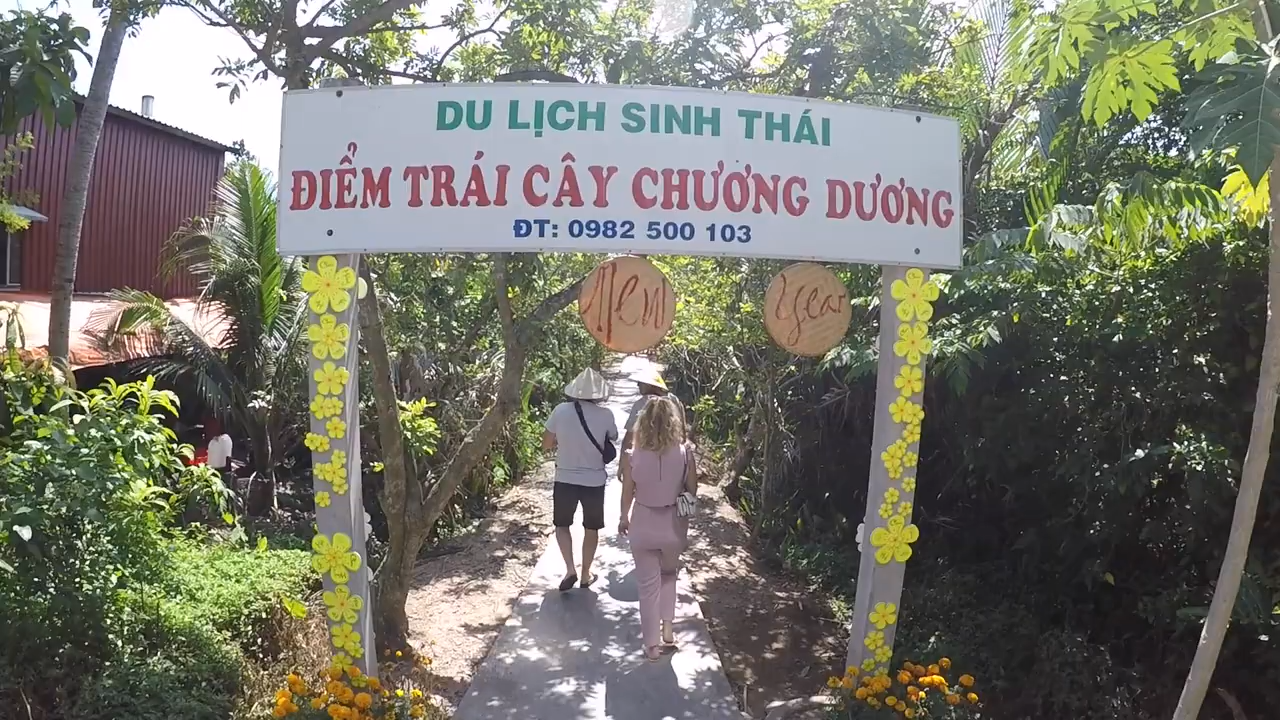 DU LỊCH SINH THÁI
ĐIỂM TRÁI CÂY CHƯƠNG DƯƠNG
ĐT: 0982 500 103
New Year